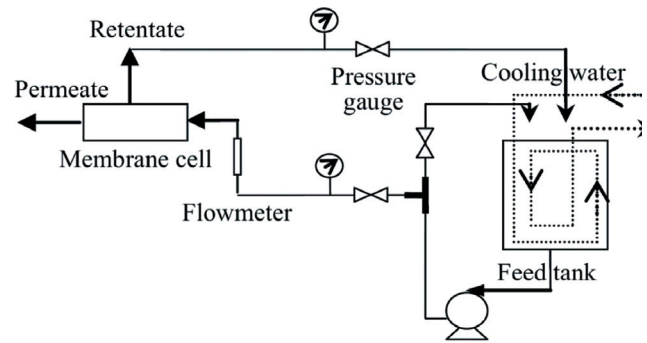 Retentate
Permeate
Pressure
gauge
Cooling water
Membrane cell
Flowmeter
Feed tank